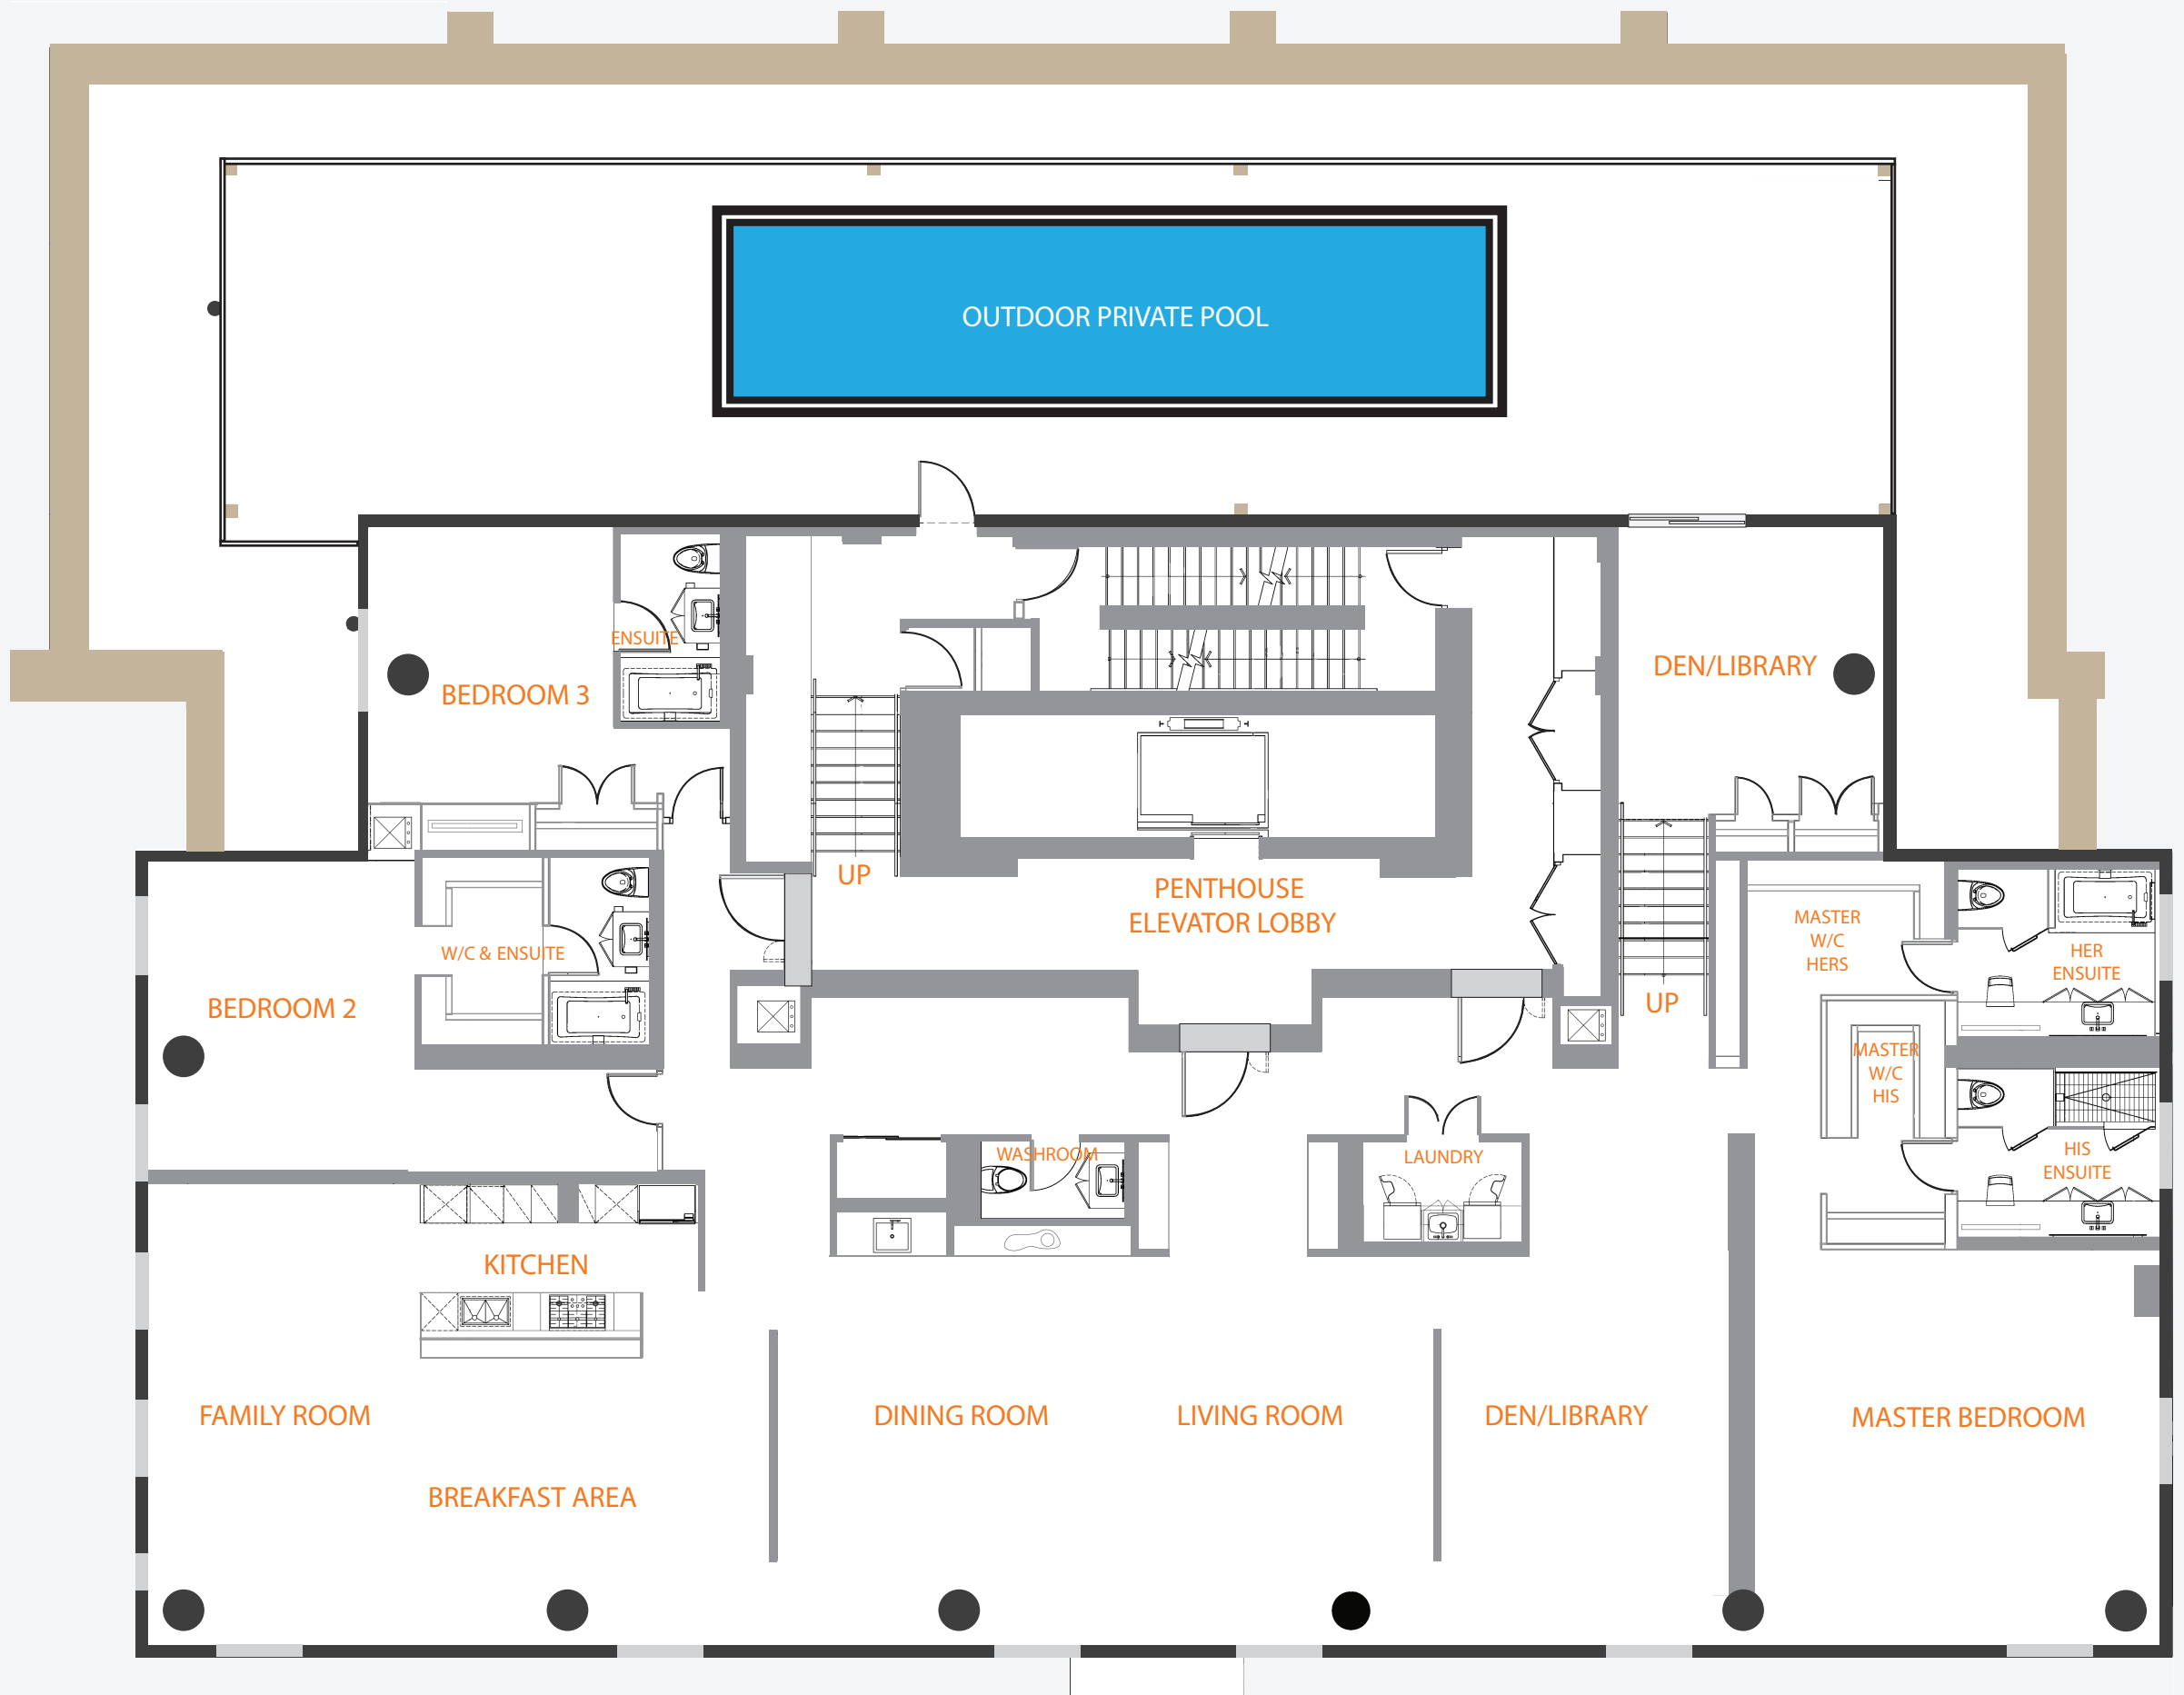 OUTDOOR PRIVATE POOL
ENSUITE
BEDROOM 3
DEN/LIBRARY
UP
PENTHOUSE
ELEVATOR LOBBY
MASTER
W/C
HERS
W/C & ENSUITE
HER
ENSUITE
BEDROOM 2
UP
MASTER
W/C
HIS
WASHROOM
LAUNDRY
HIS
ENSUITE
KITCHEN
FAMILY ROOM
DINING ROOM
LIVING ROOM
DEN/LIBRARY
MASTER BEDROOM
BREAKFAST AREA